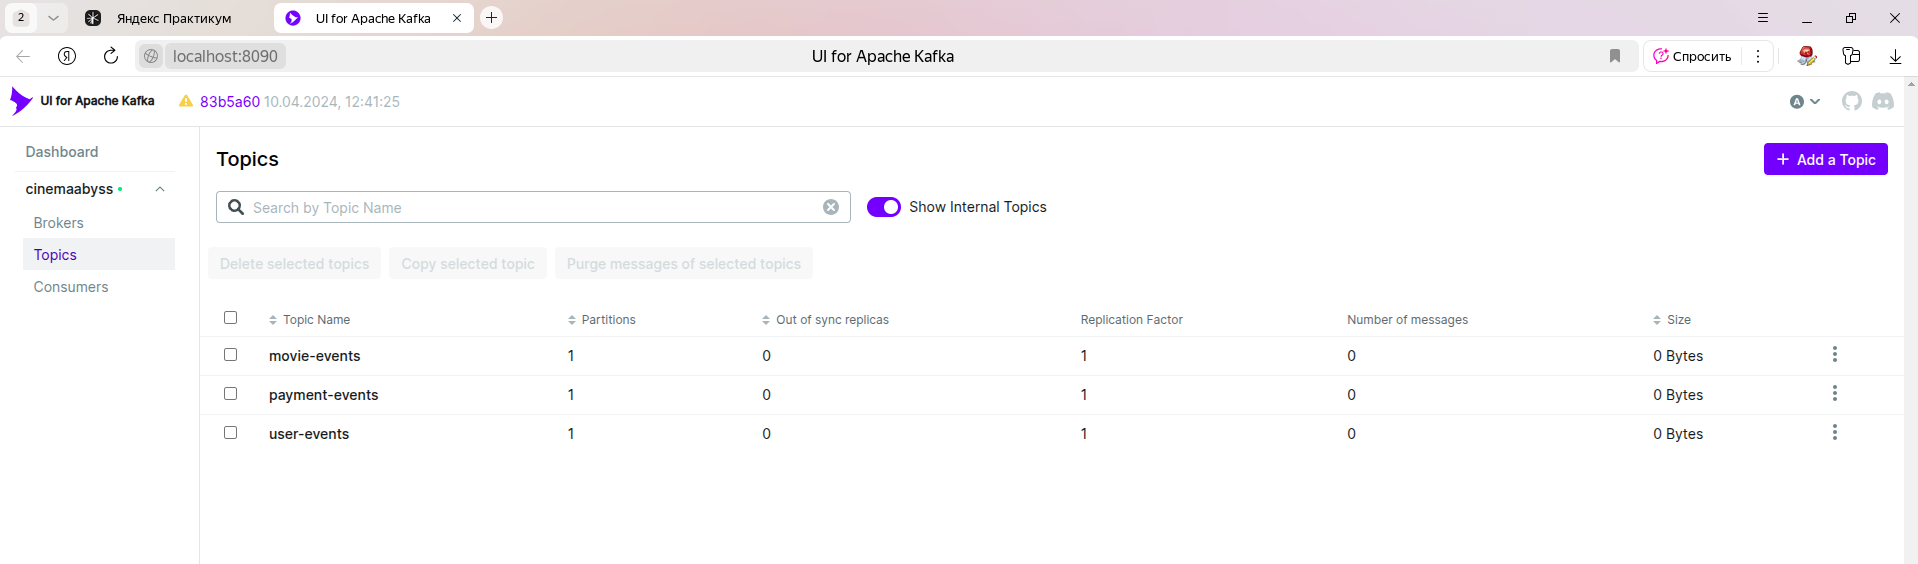 2 Яндекс Практикум UI for Apache Kafka
Я localhost:8090 UI for Apache Kafka Спросить
UI for Apache Kafka 83b5a60 10.04.2024, 12:41:25 A
Dashboard
cinemaabyss
Brokers
Topics
Consumers
Topics
Add a Topic
Search by Topic Name Show Internal Topics
Delete selected topics Copy selected topic Purge messages of selected topics
Topic Name Partitions Out of sync replicas Replication Factor Number of messages Size
movie-events 1 0 1 0 0 Bytes
payment-events 1 0 1 0 0 Bytes
user-events 1 0 1 0 0 Bytes